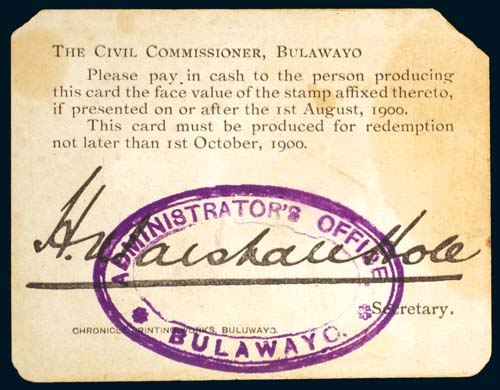 THE CIVIL COMMISSIONER, BULAWAYO
Please pay in cash to the person producing
this card the face value of the stamp affixed thereto,
if presented on or after the 1st August, 1900.
This card must be produced for redemption
not later than 1st October, 1900.
ADMINISTRATOR'S OFFICE
H. Marshall Hole
Secretary.
CHRONICLE PRINTING WORKS, BULUWAYO.
BULAWAYO.